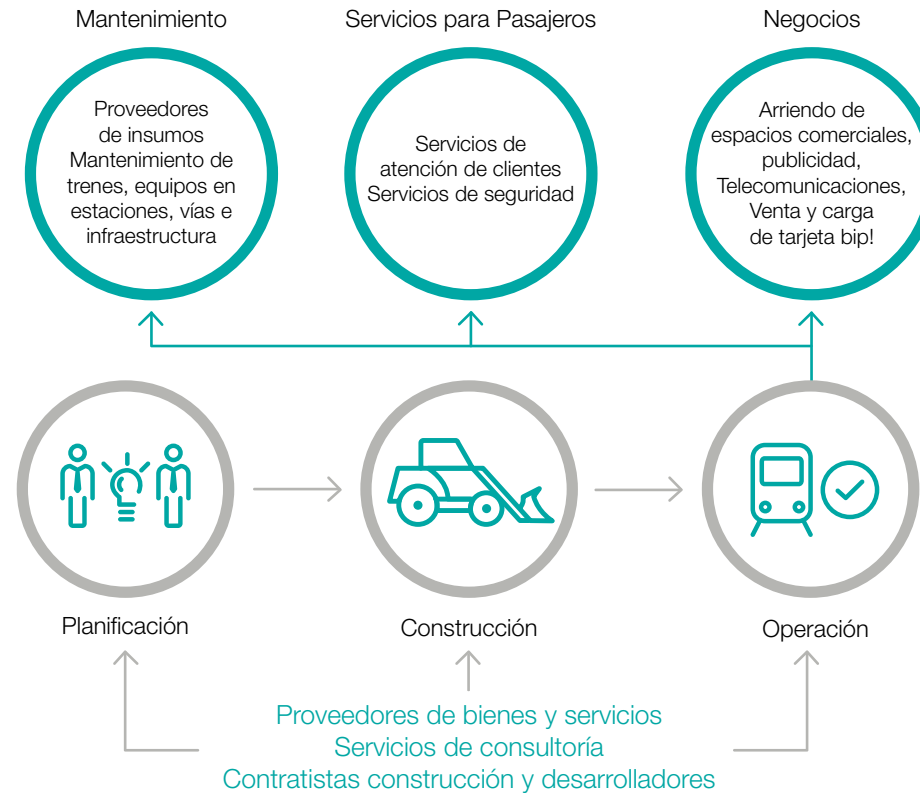 Mantenimiento
Servicios para Pasajeros
Negocios
Proveedores
de insumos
Mantenimiento de
trenes, equipos en
estaciones, vías e
infraestructura
Servicios de
atención de clientes
Servicios de seguridad
Arriendo de
espacios comerciales,
publicidad,
Telecomunicaciones,
Venta y carga
de tarjeta bip!
Planificación
Construcción
Operación
Proveedores de bienes y servicios
Servicios de consultoría
Contratistas construcción y desarrolladores